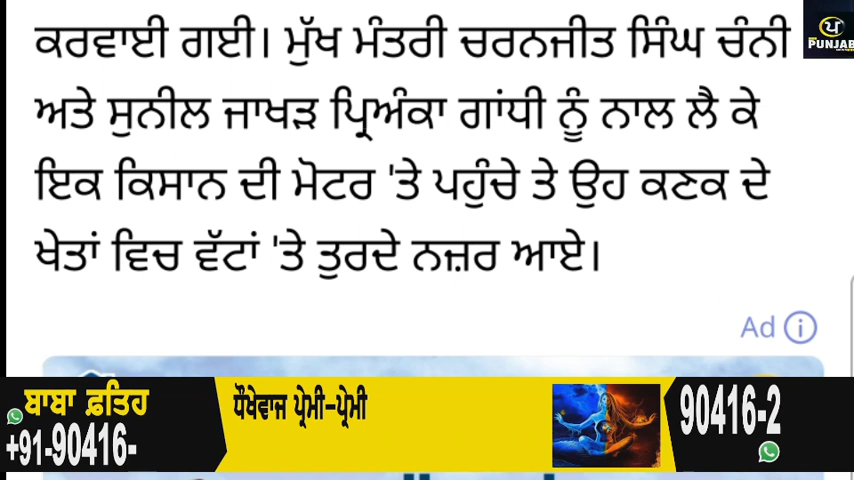 ਕਰਵਾਈ ਗਈ। ਮੁੱਖ ਮੰਤਰੀ ਚਰਨਜੀਤ ਸਿੰਘ ਚੰਨੀ
ਅਤੇ ਸੁਨੀਲ ਜਾਖੜ ਪ੍ਰਿਅੰਕਾ ਗਾਂਧੀ ਨੂੰ ਨਾਲ ਲੈ ਕੇ
ਇਕ ਕਿਸਾਨ ਦੀ ਮੋਟਰ 'ਤੇ ਪਹੁੰਚੇ ਤੇ ਉਹ ਕਣਕ ਦੇ
ਖੇਤਾਂ ਵਿਚ ਵੱਟਾਂ 'ਤੇ ਤੁਰਦੇ ਨਜ਼ਰ ਆਏ।
ਪ
PUNJAB
Ad
ਬਾਬਾ ਫ਼ਤਿਹ
+91-90416-
ਧੌਖੇਵਾਜ ਪ੍ਰੇਮੀ-ਪ੍ਰੇਮੀ
90416-2